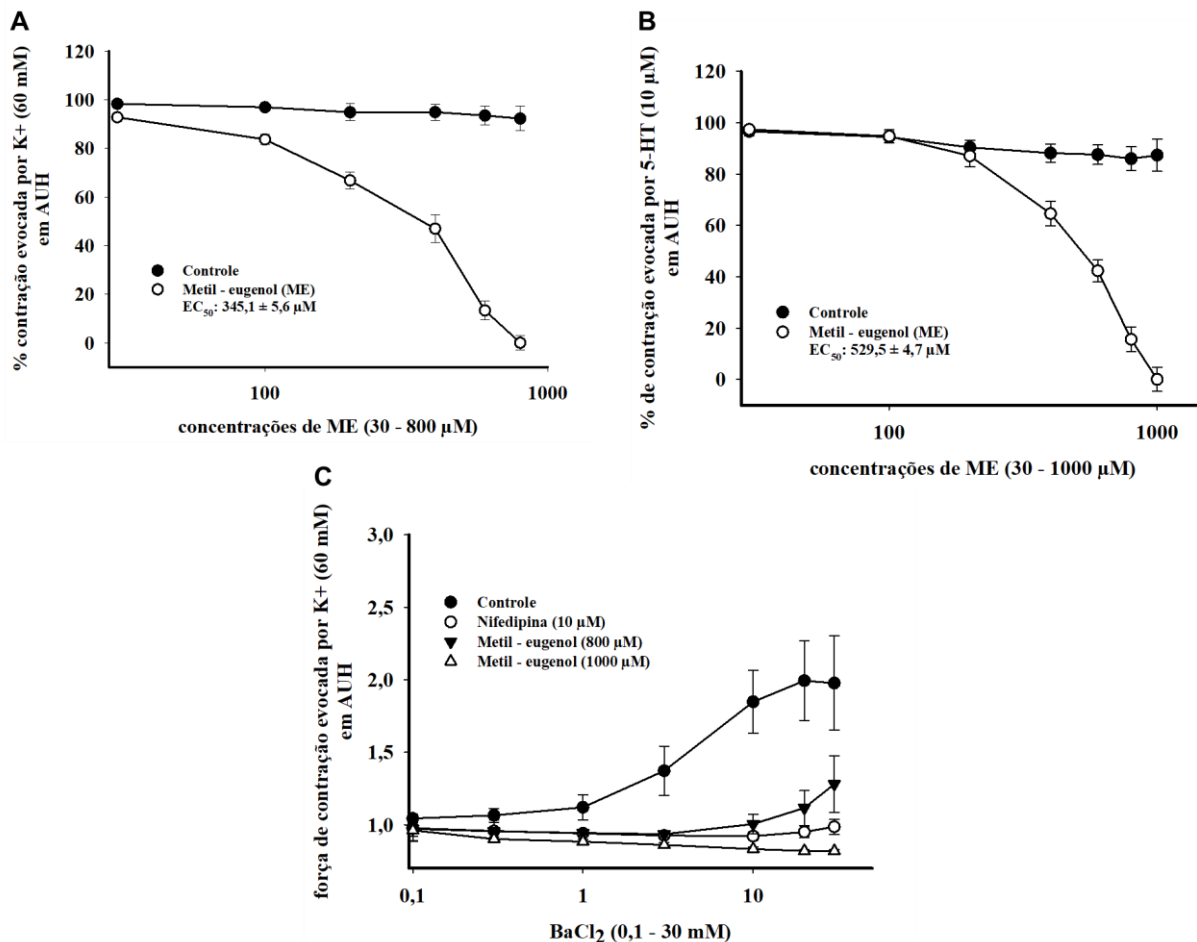 A
% contração evocada por K+ (60 mM)
em AUH
120
100
80
60
40
20
0
Controle
Metil - eugenol (ME)
EC50: 345,1 ± 5,6 µM
100
1000
concentrações de ME (30 - 800 µM)
B
% de contração evocada por 5-HT (10 µM)
em AUH
120
100
80
60
40
20
0
Controle
Metil - eugenol (ME)
EC50: 529,5 ± 4,7 µM
100
1000
concentrações de ME (30 - 1000 µM)
C
força de contração evocada por K+ (60 mM)
em AUH
3,0
2,5
2,0
1,5
1,0
Controle
Nifedipina (10 µM)
Metil - eugenol (800 µM)
Metil - eugenol (1000 µM)
0,1
1
10
BaCl2 (0,1 - 30 mM)